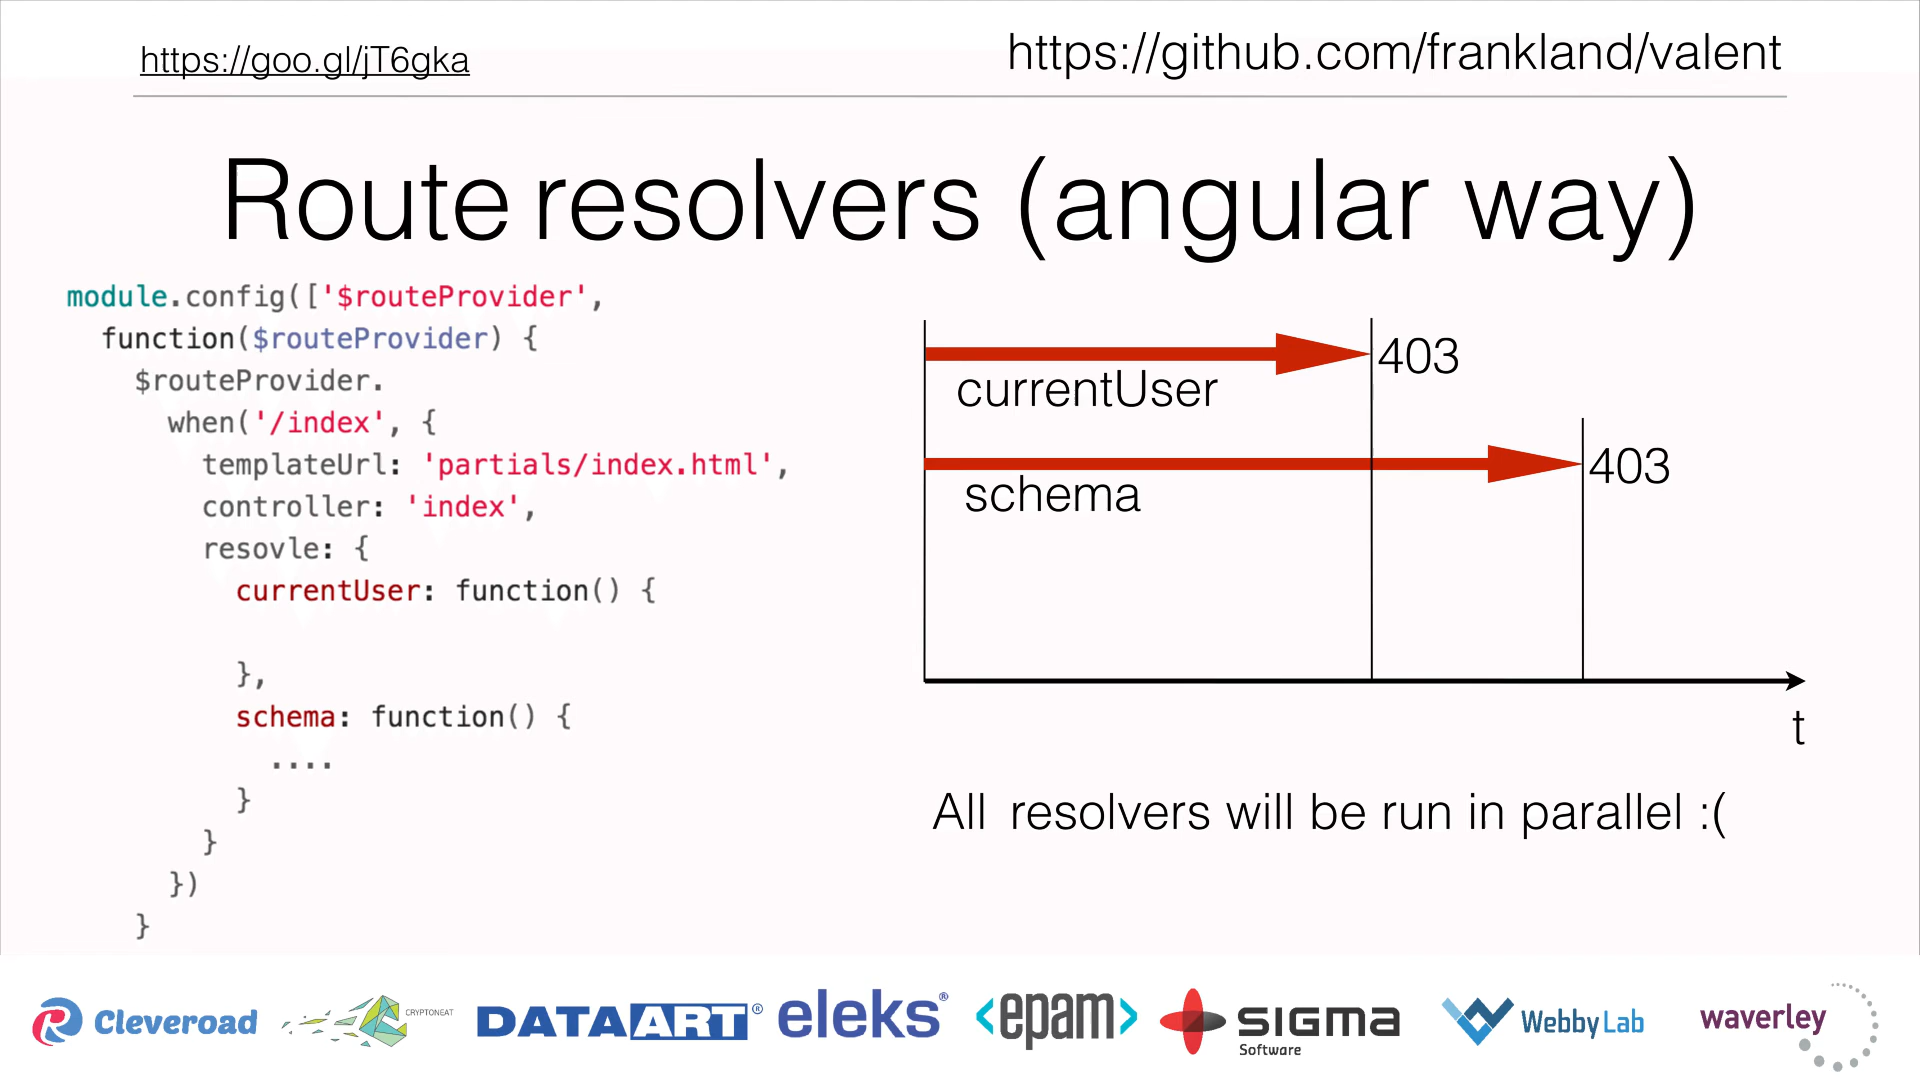 https://goo.gl/jT6gka
https://github.com/frankland/valent
Route resolvers (angular way)
module.config(['$routeProvider',
function($routeProvider) {
$routeProvider.
when('/index', {
templateUrl: 'partials/index.html',
controller: 'index',
resovle: {
currentUser: function() {
},
schema: function() {
....
}
}
})
}
403
currentUser
403
schema
t
All resolvers will be run in parallel :(
Cleveroad
CRYPTONEAT
DATAART®
eleks®
<epam>
SIGMA
Software
WebbyLab
waverley